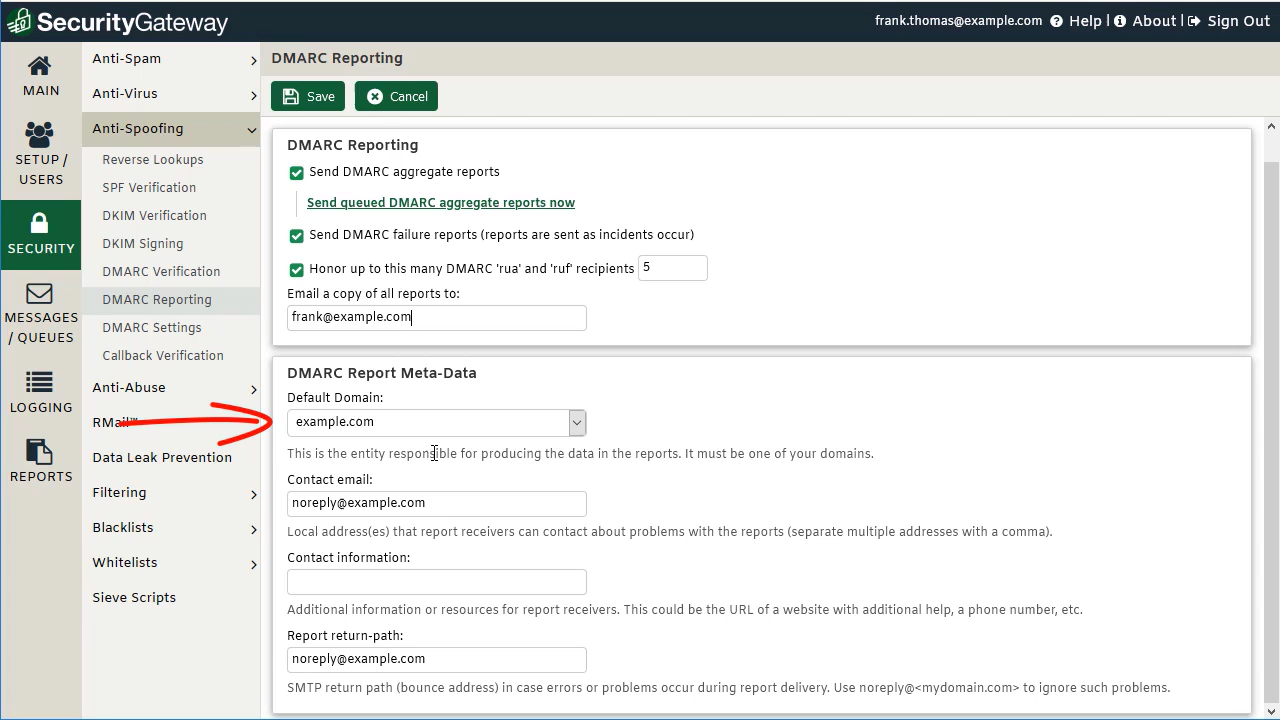 SecurityGateway
frank.thomas@example.com Help | About | Sign Out
MAIN
SETUP /
USERS
SECURITY
MESSAGES
/ QUEUES
LOGGING
REPORTS
Anti-Spam
Anti-Virus
Anti-Spoofing
Reverse Lookups
SPF Verification
DKIM Verification
DKIM Signing
DMARC Verification
DMARC Reporting
DMARC Settings
Callback Verification
Anti-Abuse
RMail™
Data Leak Prevention
Filtering
Blacklists
Whitelists
Sieve Scripts
DMARC Reporting
Save Cancel
DMARC Reporting
Send DMARC aggregate reports
Send queued DMARC aggregate reports now
Send DMARC failure reports (reports are sent as incidents occur)
Honor up to this many DMARC 'rua' and 'ruf' recipients 5
Email a copy of all reports to:
frank@example.com
DMARC Report Meta-Data
Default Domain:
example.com
This is the entity responsible for producing the data in the reports. It must be one of your domains.
Contact email:
noreply@example.com
Local address(es) that report receivers can contact about problems with the reports (separate multiple addresses with a comma).
Contact information:
Additional information or resources for report receivers. This could be the URL of a website with additional help, a phone number, etc.
Report return-path:
noreply@example.com
SMTP return path (bounce address) in case errors or problems occur during report delivery. Use noreply@<mydomain.com> to ignore such problems.